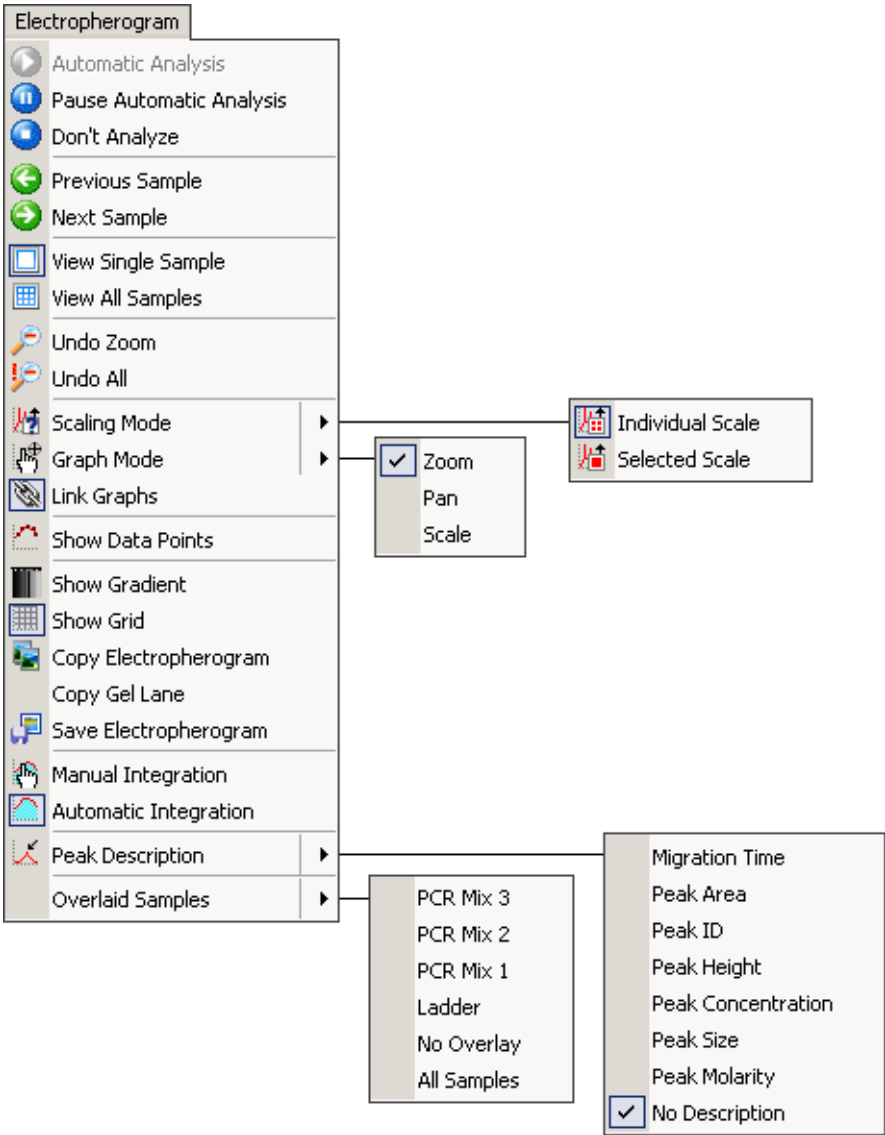 Electropherogram
Automatic Analysis
Pause Automatic Analysis
Don't Analyze
Previous Sample
Next Sample
View Single Sample
View All Samples
Undo Zoom
Undo All
Scaling Mode
Graph Mode
Link Graphs
Show Data Points
Show Gradient
Show Grid
Copy Electropherogram
Copy Gel Lane
Save Electropherogram
Manual Integration
Automatic Integration
Peak Description
Overlaid Samples
Individual Scale
Selected Scale
Zoom
Pan
Scale
Migration Time
Peak Area
Peak ID
Peak Height
Peak Concentration
Peak Size
Peak Molarity
No Description
PCR Mix 3
PCR Mix 2
PCR Mix 1
Ladder
No Overlay
All Samples